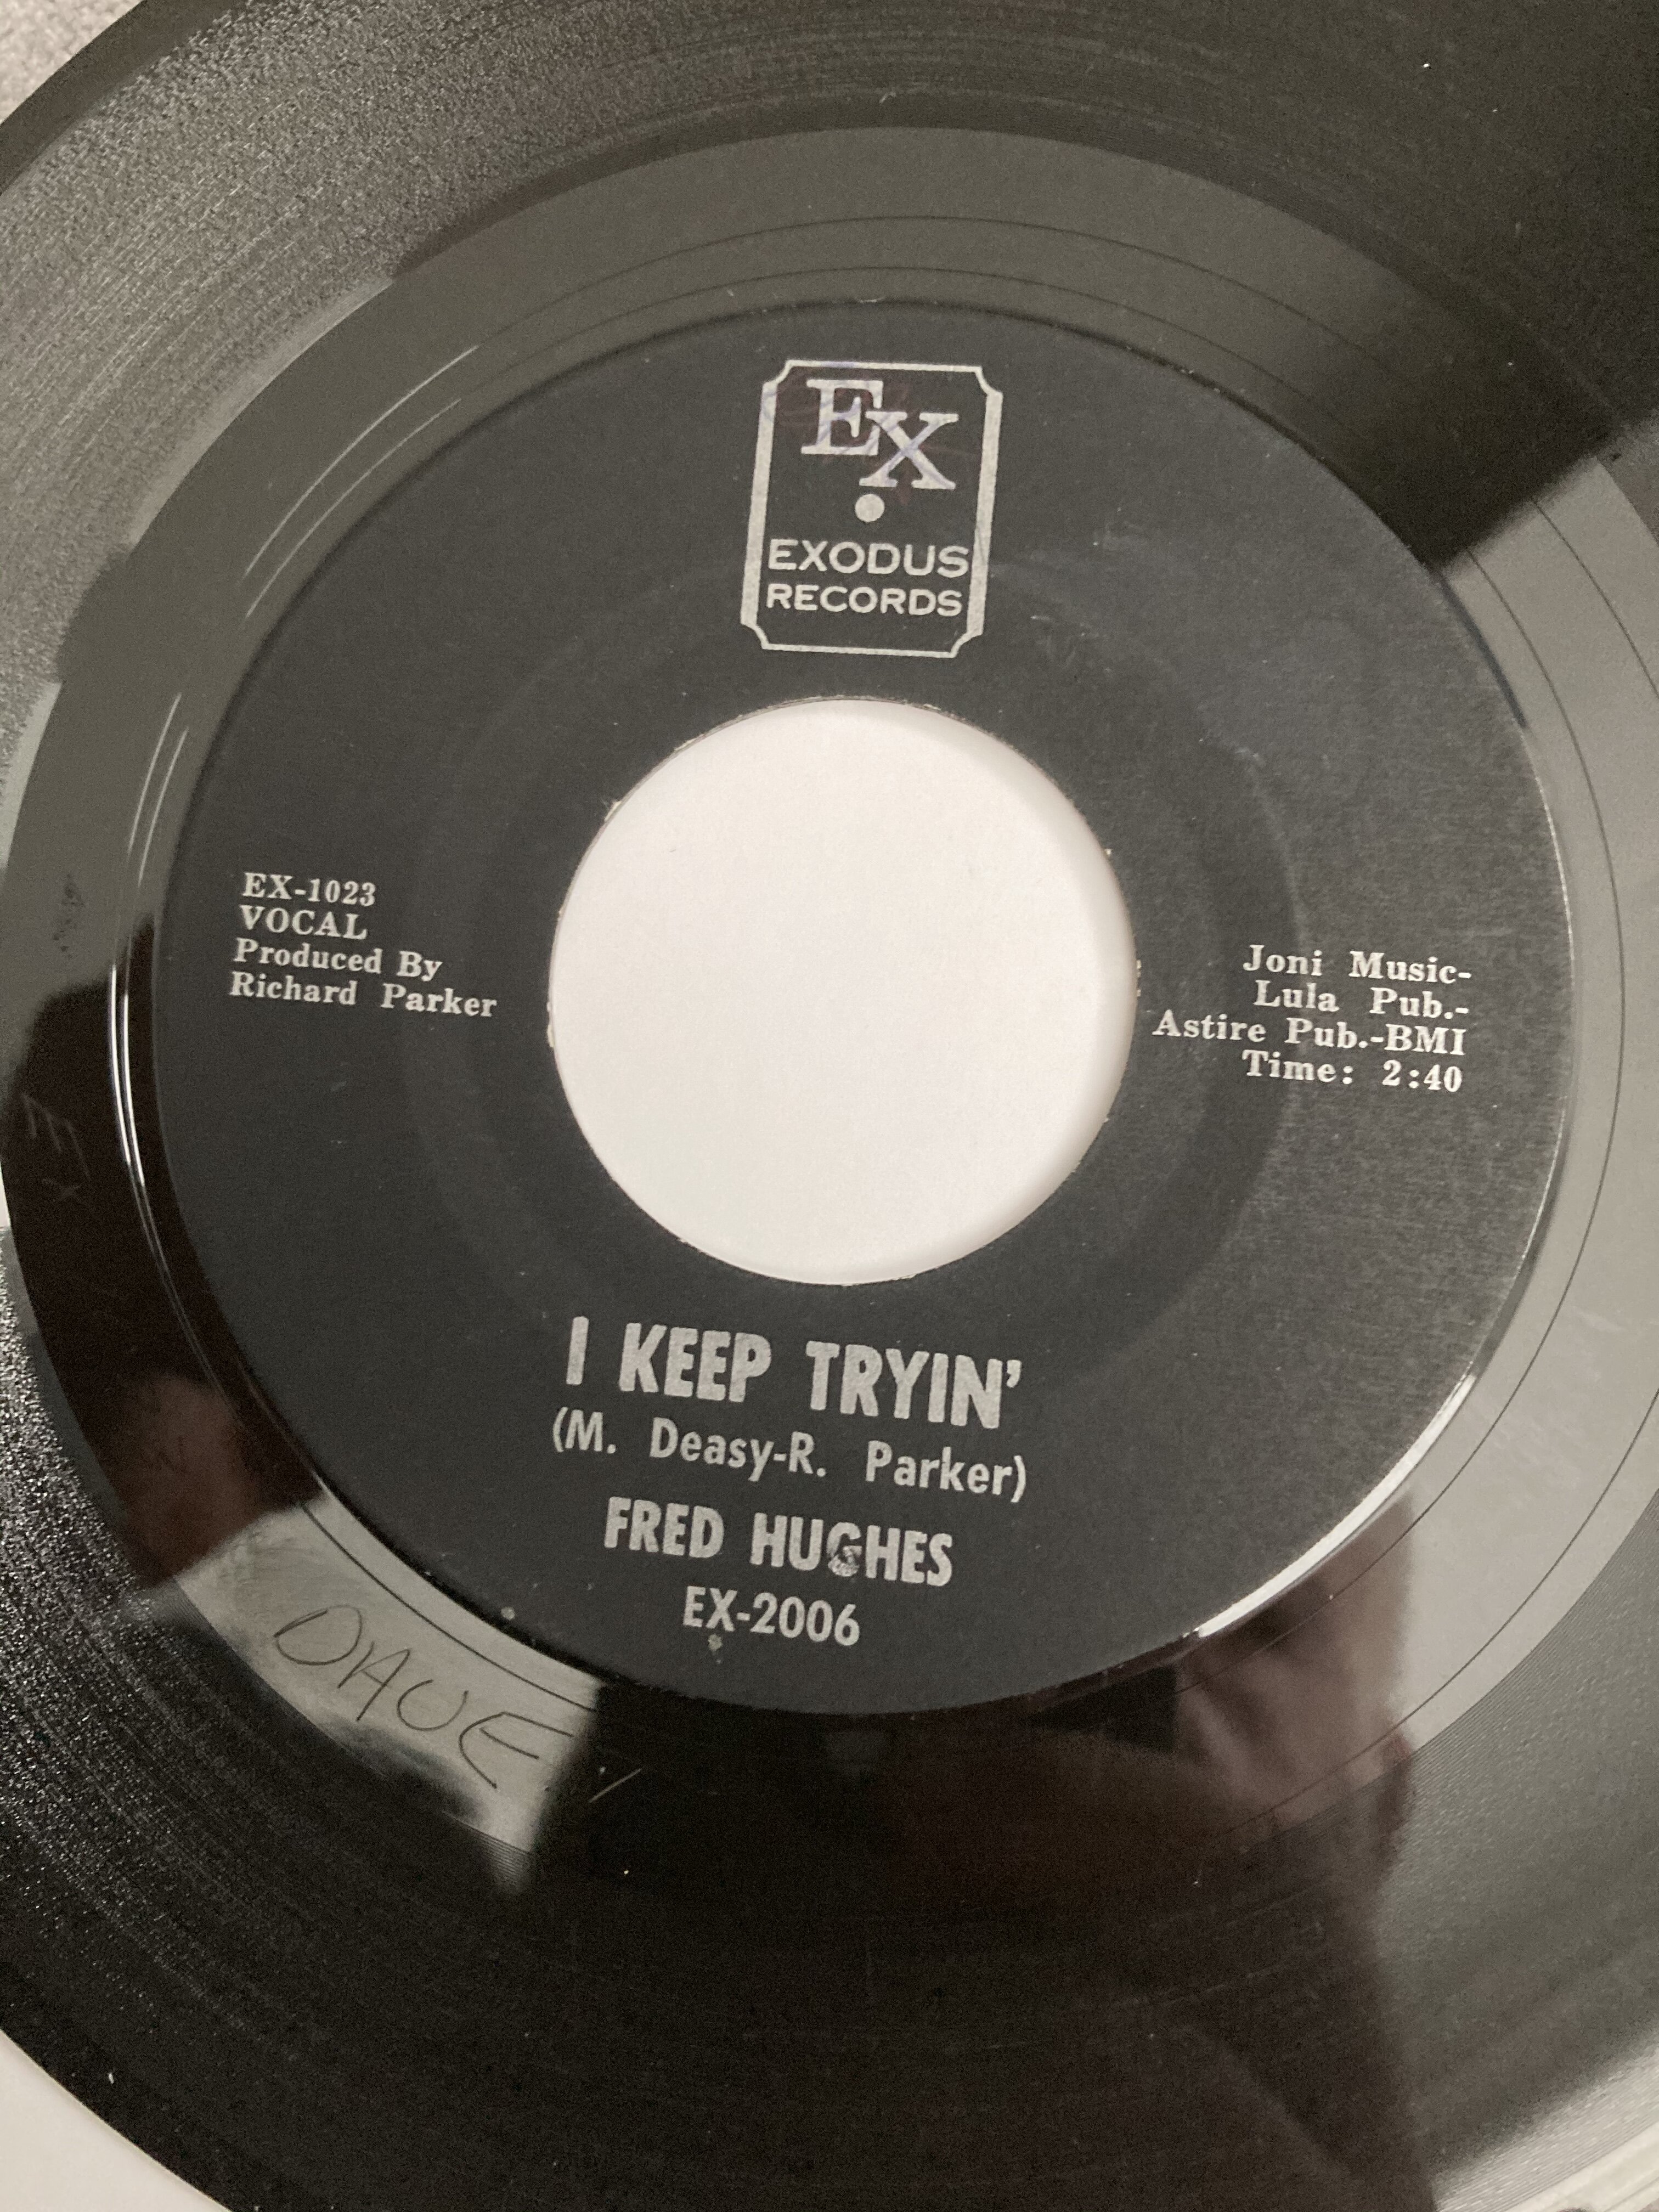 EX
EXODUS
RECORDS
EX-1023
VOCAL
Produced By
Richard Parker
Joni Music-
Lula Pub.-
Astire Pub.-BMI
Time: 2:40
I KEEP TRYIN'
(M. Deasy-R. Parker)
FRED HUGHES
EX-2006
DAVE